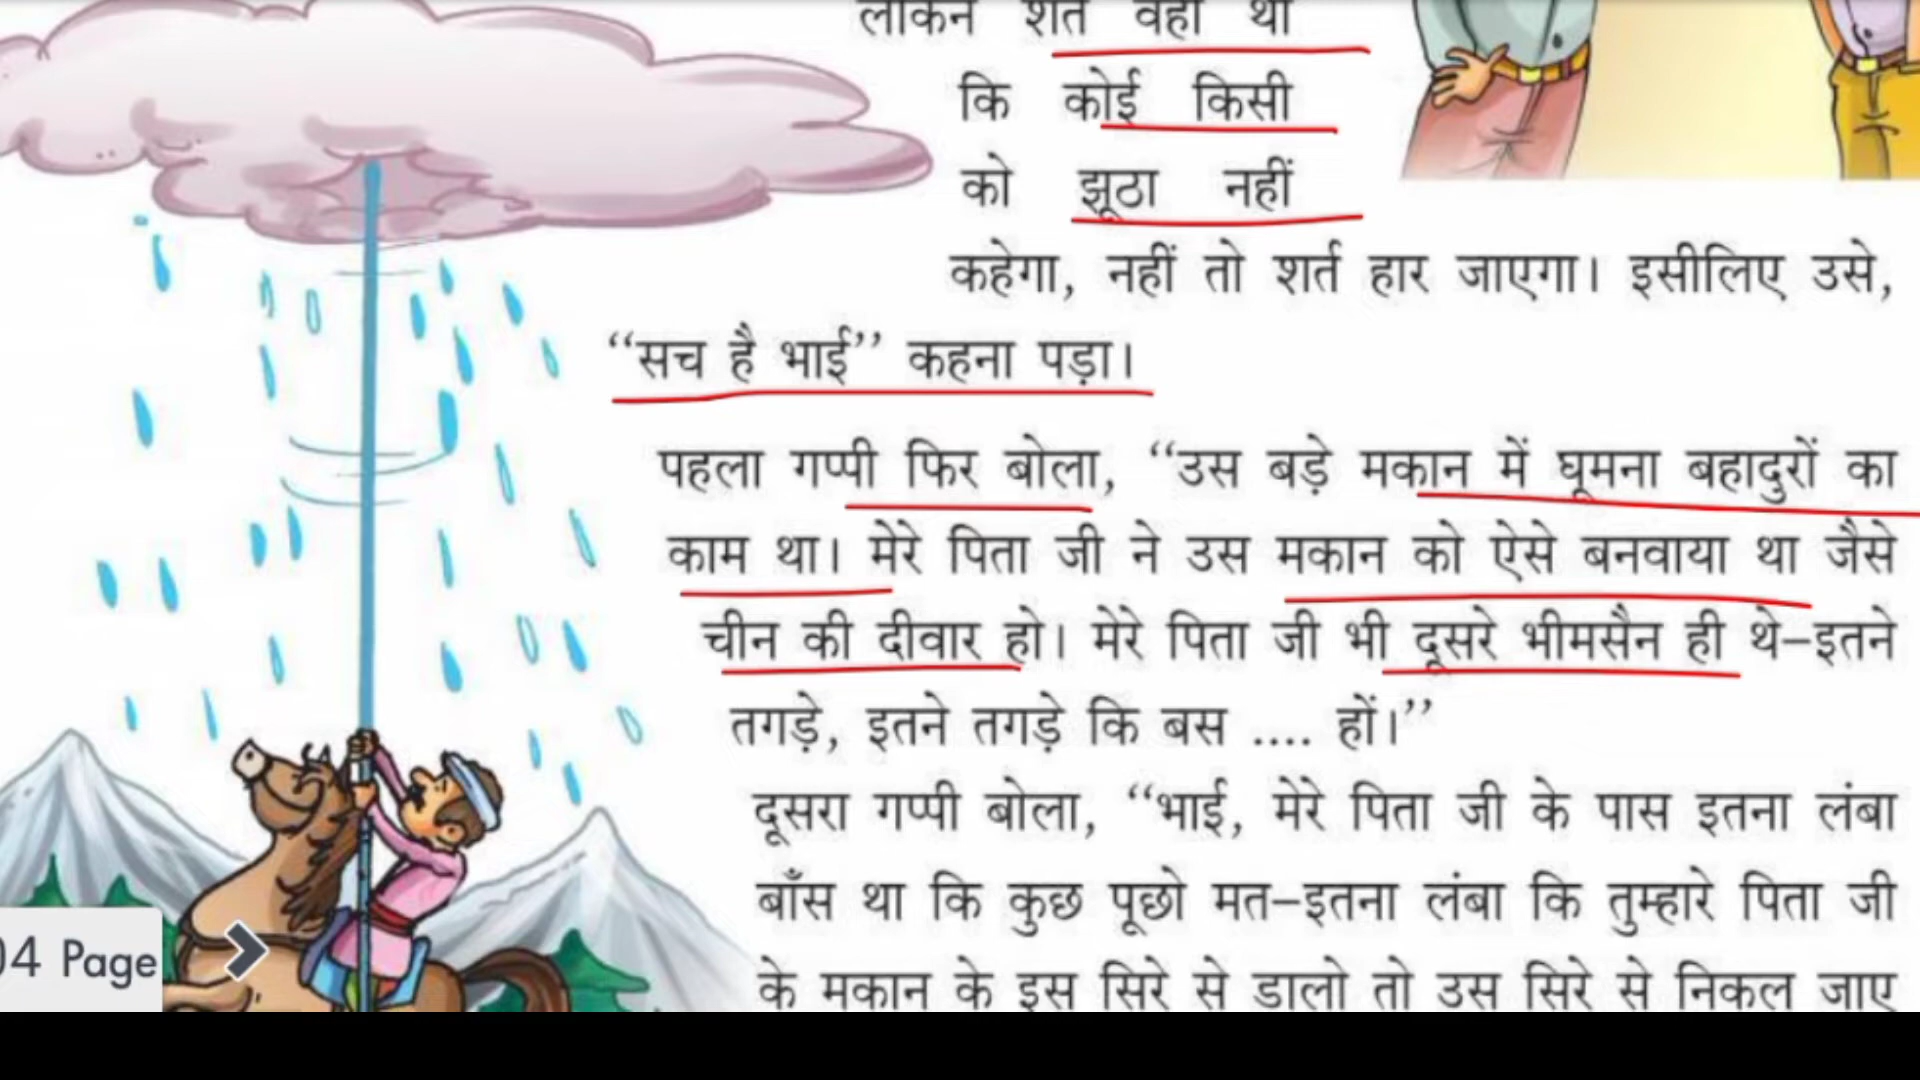 लेकिन शर्त वही थी
कि कोई किसी
को झूठा नहीं
कहेगा, नहीं तो शर्त हार जाएगा। इसीलिए उसे,
“सच है भाई” कहना पड़ा।
पहला गप्पी फिर बोला, “उस बड़े मकान में घूमना बहादुरों का
काम था। मेरे पिता जी ने उस मकान को ऐसे बनवाया था जैसे
चीन की दीवार हो। मेरे पिता जी भी दूसरे भीमसैन ही थे–इतने
तगड़े, इतने तगड़े कि बस .... हों।”
दूसरा गप्पी बोला, “भाई, मेरे पिता जी के पास इतना लंबा
बाँस था कि कुछ पूछो मत–इतना लंबा कि तुम्हारे पिता जी
के मकान के इस सिरे से डालो तो उस सिरे से निकल जाए
04 Page